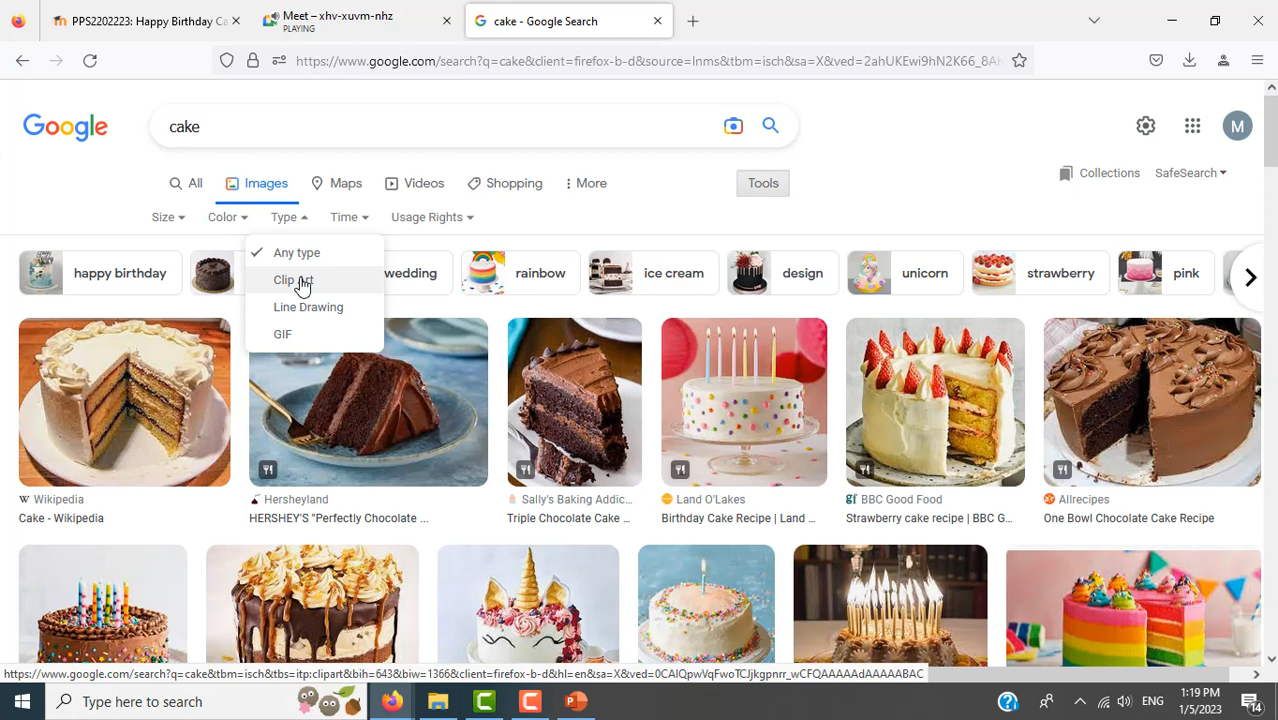 PPS2202223: Happy Birthday Ca
Meet – xhv-xuvm-nhz
PLAYING
cake - Google Search
https://www.google.com/search?q=cake&client=firefox-b-d&source=lnms&tbm=isch&sa=X&ved=2ahUKEwi9hN2K66_8Ah
Google
cake
M
All Images Maps Videos Shopping More Tools
Collections SafeSearch
Size Color Type Time Usage Rights
Any type
Clip Art
Line Drawing
GIF
happy birthday wedding rainbow ice cream design unicorn strawberry pink
Wikipedia
Cake - Wikipedia
Hersheyland
HERSHEY'S "Perfectly Chocolate ...
Sally's Baking Addic...
Triple Chocolate Cake ...
Land O'Lakes
Birthday Cake Recipe | Land ...
BBC Good Food
Strawberry cake recipe | BBC G...
Allrecipes
One Bowl Chocolate Cake Recipe
https://www.google.com/search?q=cake&tbm=isch&tbs=itp:clipart&bih=643&biw=1366&client=firefox-b-d&hl=en&sa=X&ved=0CAIQpwVqFwoTCJjkgpnrr_wCFQAAAAAdAAAAABAC
Type here to search
ENG
1:19 PM
1/5/2023
14